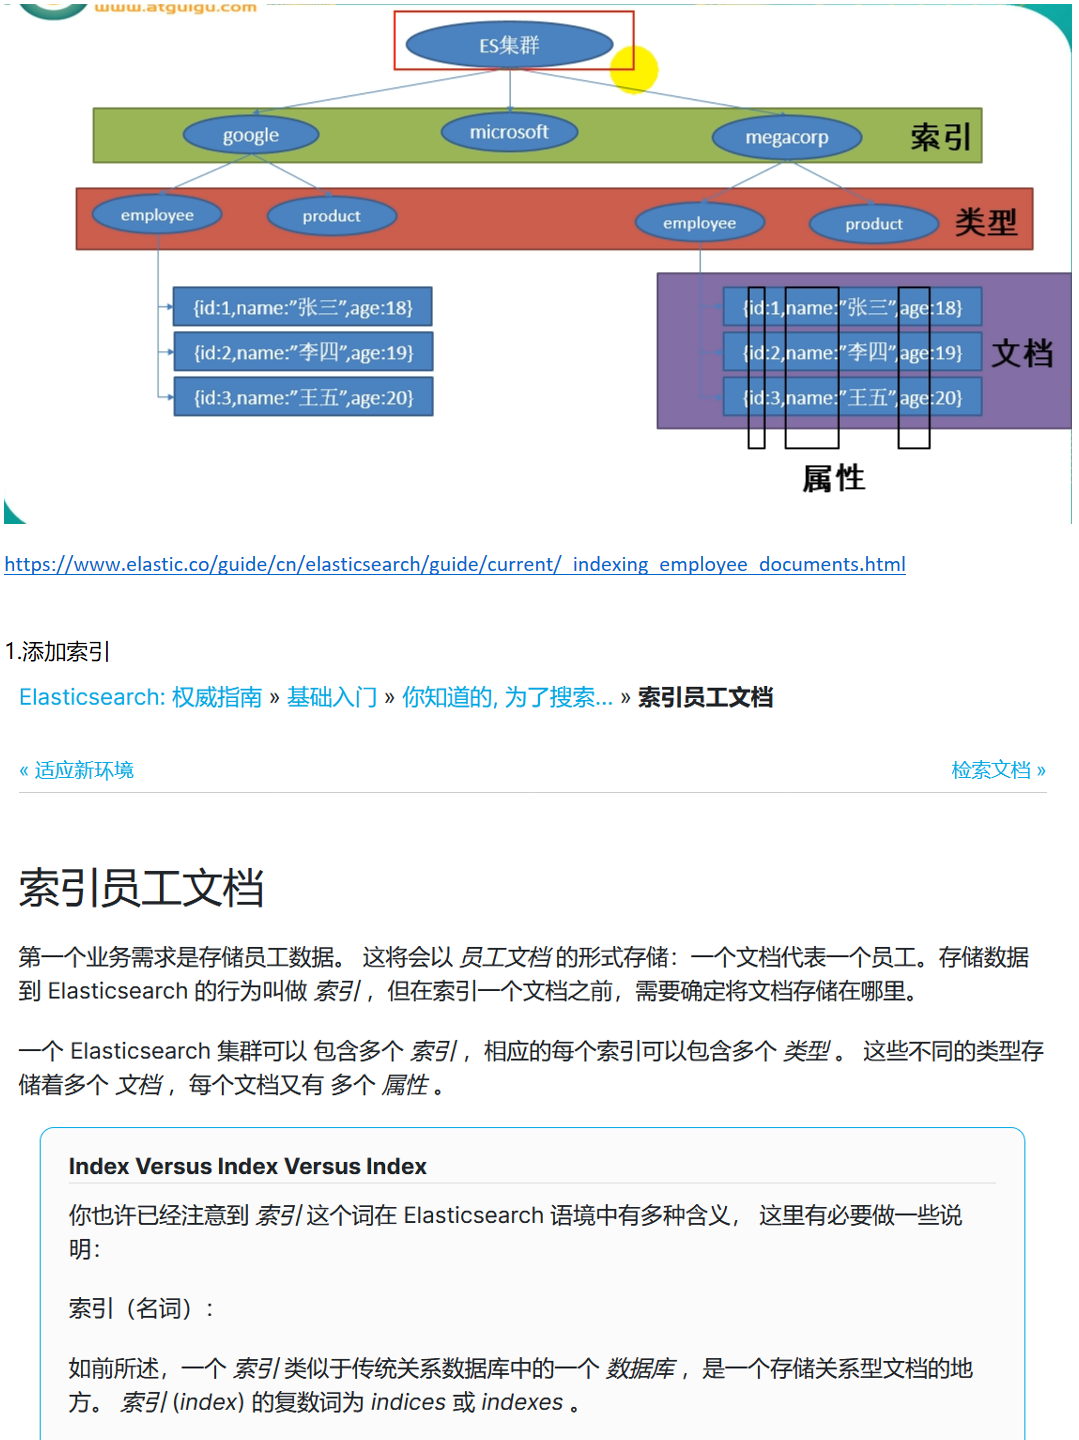 www.atguigu.com
ES集群
google
microsoft
megacorp
索引
employee
product
employee
product
类型
{id:1,name:”张三”,age:18}
{id:2,name:”李四”,age:19}
{id:3,name:”王五”,age:20}
{id:1,name:”张三”,age:18}
{id:2,name:”李四”,age:19}
{id:3,name:”王五”,age:20}
文档
属性
https://www.elastic.co/guide/cn/elasticsearch/guide/current/_indexing_employee_documents.html
1.添加索引
Elasticsearch: 权威指南 » 基础入门 » 你知道的, 为了搜索... » 索引员工文档
« 适应新环境
检索文档 »
索引员工文档
第一个业务需求是存储员工数据。 这将会以 员工文档 的形式存储：一个文档代表一个员工。存储数据
到 Elasticsearch 的行为叫做 索引 ，但在索引一个文档之前，需要确定将文档存储在哪里。
一个 Elasticsearch 集群可以 包含多个 索引 ，相应的每个索引可以包含多个 类型 。 这些不同的类型存
储着多个 文档 ，每个文档又有 多个 属性 。
Index Versus Index Versus Index
你也许已经注意到 索引 这个词在 Elasticsearch 语境中有多种含义， 这里有必要做一些说
明：
索引（名词）：
如前所述，一个 索引 类似于传统关系数据库中的一个 数据库 ，是一个存储关系型文档的地
方。 索引 (index) 的复数词为 indices 或 indexes 。